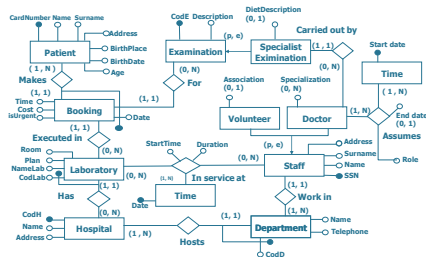 CardNumber Name Surname
CodE Description
DietDescription
(0, 1)
Address
BirthPlace
BirthDate
Age
Patient
(p, e)
Examination
Specialist
Eximination
(1, 1)
Carried out by
(0, N)
Start date
Time
(1, N)
Makes
(0, N)
For
Association
(0, 1)
Specialization
(0, N)
(1, N)
End date
(0, 1)
(1, 1)
(1, 1)
Time
Cost
isUrgent
Booking
Date
Volunteer
Doctor
(1, N)
Assumes
(1, 1)
Executed in
(0, N)
StartTime
Duration
(p, e)
Address
Surname
Name
SSN
Role
Room
Plan
NameLab
CodLab
Laboratory
(0, N)
(1, N)
In service at
(0, N)
Staff
Has
(1, 1)
Date
Time
(1, 1)
Work in
(0, N)
(1, N)
CodH
Name
Address
Hospital
(1, N)
Hosts
(1, 1)
Department
Name
Telephone
CodD